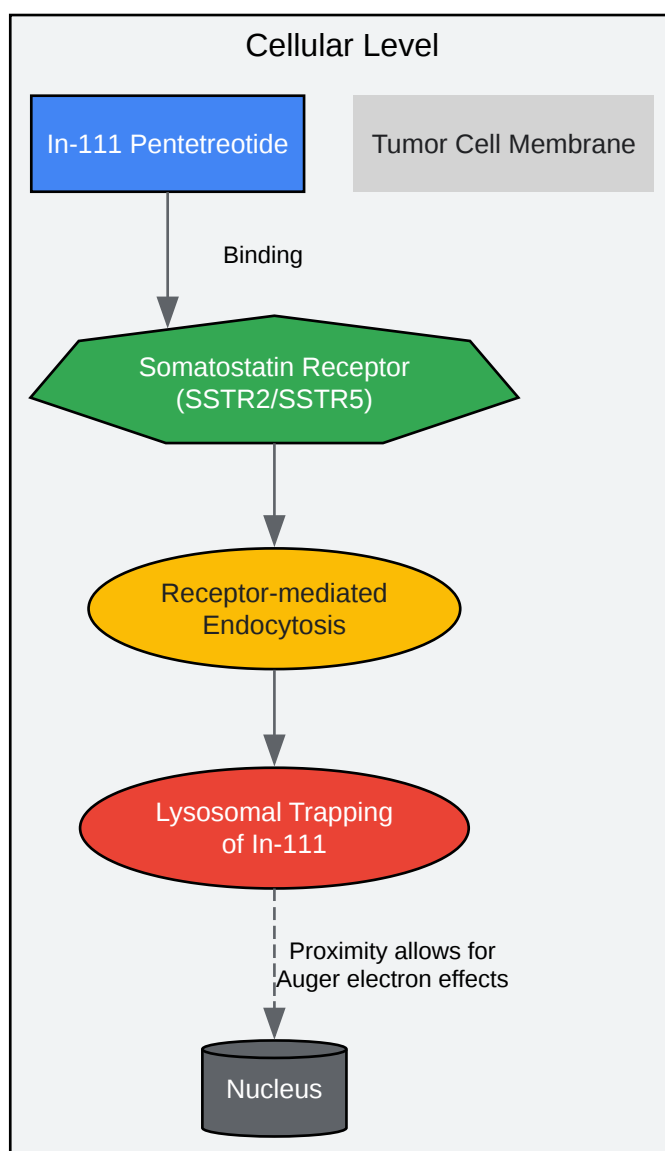 Cellular Level
In-111 Pentetreotide
Tumor Cell Membrane
Binding
Somatostatin Receptor
(SSTR2/SSTR5)
Receptor-mediated
Endocytosis
Lysosomal Trapping
of In-111
Proximity allows for
Auger electron effects
Nucleus